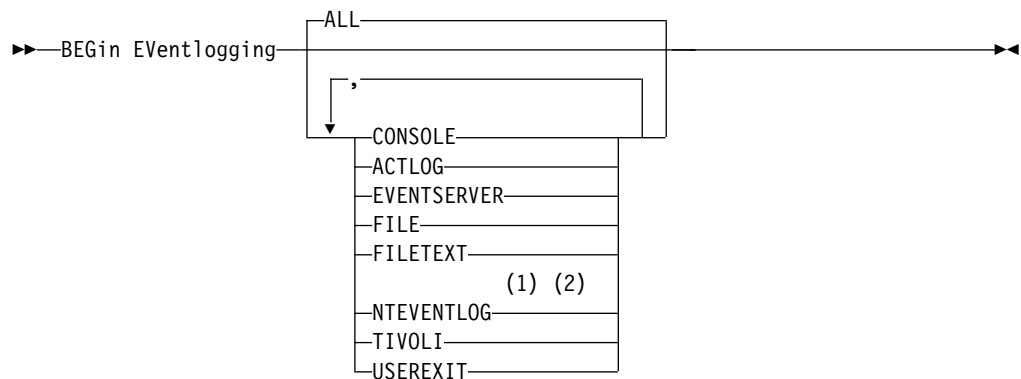 ALL
BEGin EVentlogging
,
CONSOLE
ACTLOG
EVENTSERVER
FILE
FILETEXT
(1) (2)
NTEVENTLOG
TIVOLI
USEREXIT